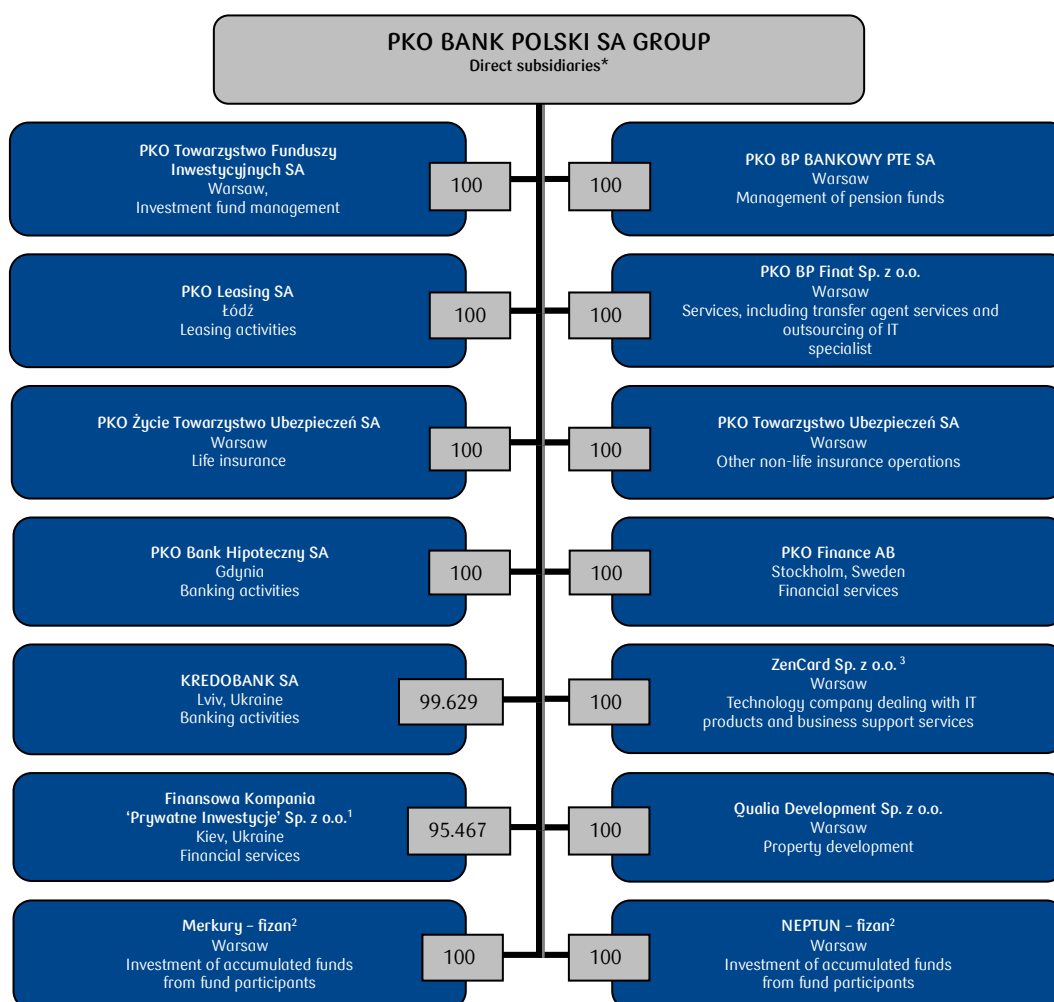 PKO BANK POLSKI SA GROUP
Direct subsidiaries*
PKO Towarzystwo Funduszy
Inwestycyjnych SA
Warsaw,
Investment fund management
100
100
PKO BP BANKOWY PTE SA
Warsaw
Management of pension funds
PKO Leasing SA
Łódź
Leasing activities
100
100
PKO BP Finat Sp. z o.o.
Warsaw
Services, including transfer agent services and
outsourcing of IT
specialist
PKO Życie Towarzystwo Ubezpieczeń SA
Warsaw
Life insurance
100
100
PKO Towarzystwo Ubezpieczeń SA
Warsaw
Other non-life insurance operations
PKO Bank Hipoteczny SA
Gdynia
Banking activities
100
100
PKO Finance AB
Stockholm, Sweden
Financial services
KREDOBANK SA
Lviv, Ukraine
Banking activities
99.629
100
ZenCard Sp. z o.o. ³
Warsaw
Technology company dealing with IT
products and business support services
Finansowa Kompania
‘Prywatne Inwestycje’ Sp. z o.o.¹
Kiev, Ukraine
Financial services
95.467
100
Qualia Development Sp. z o.o.
Warsaw
Property development
Merkury – fizan²
Warsaw
Investment of accumulated funds
from fund participants
100
100
NEPTUN – fizan²
Warsaw
Investment of accumulated funds
from fund participants